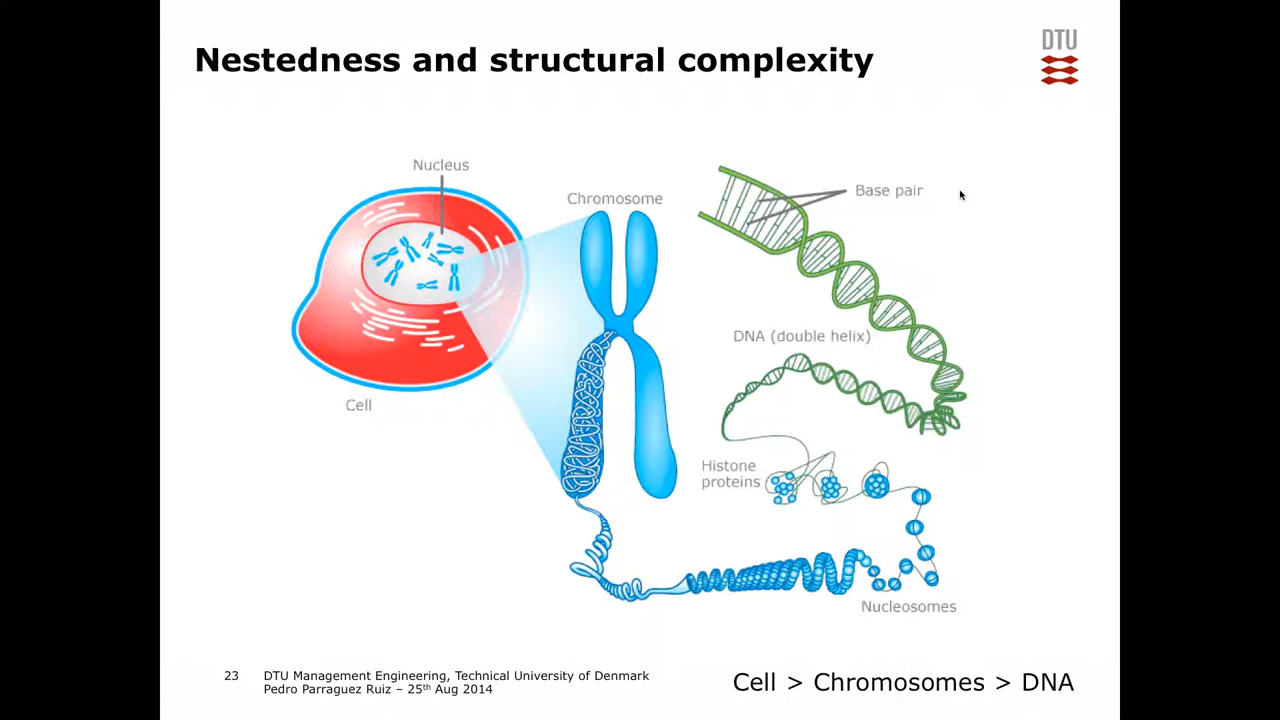 Nestedness and structural complexity
DTU
Nucleus
Chromosome
Base pair
DNA (double helix)
Cell
Histone
proteins
Nucleosomes
23 DTU Management Engineering, Technical University of Denmark
Pedro Parraguez Ruiz – 25th Aug 2014
Cell > Chromosomes > DNA